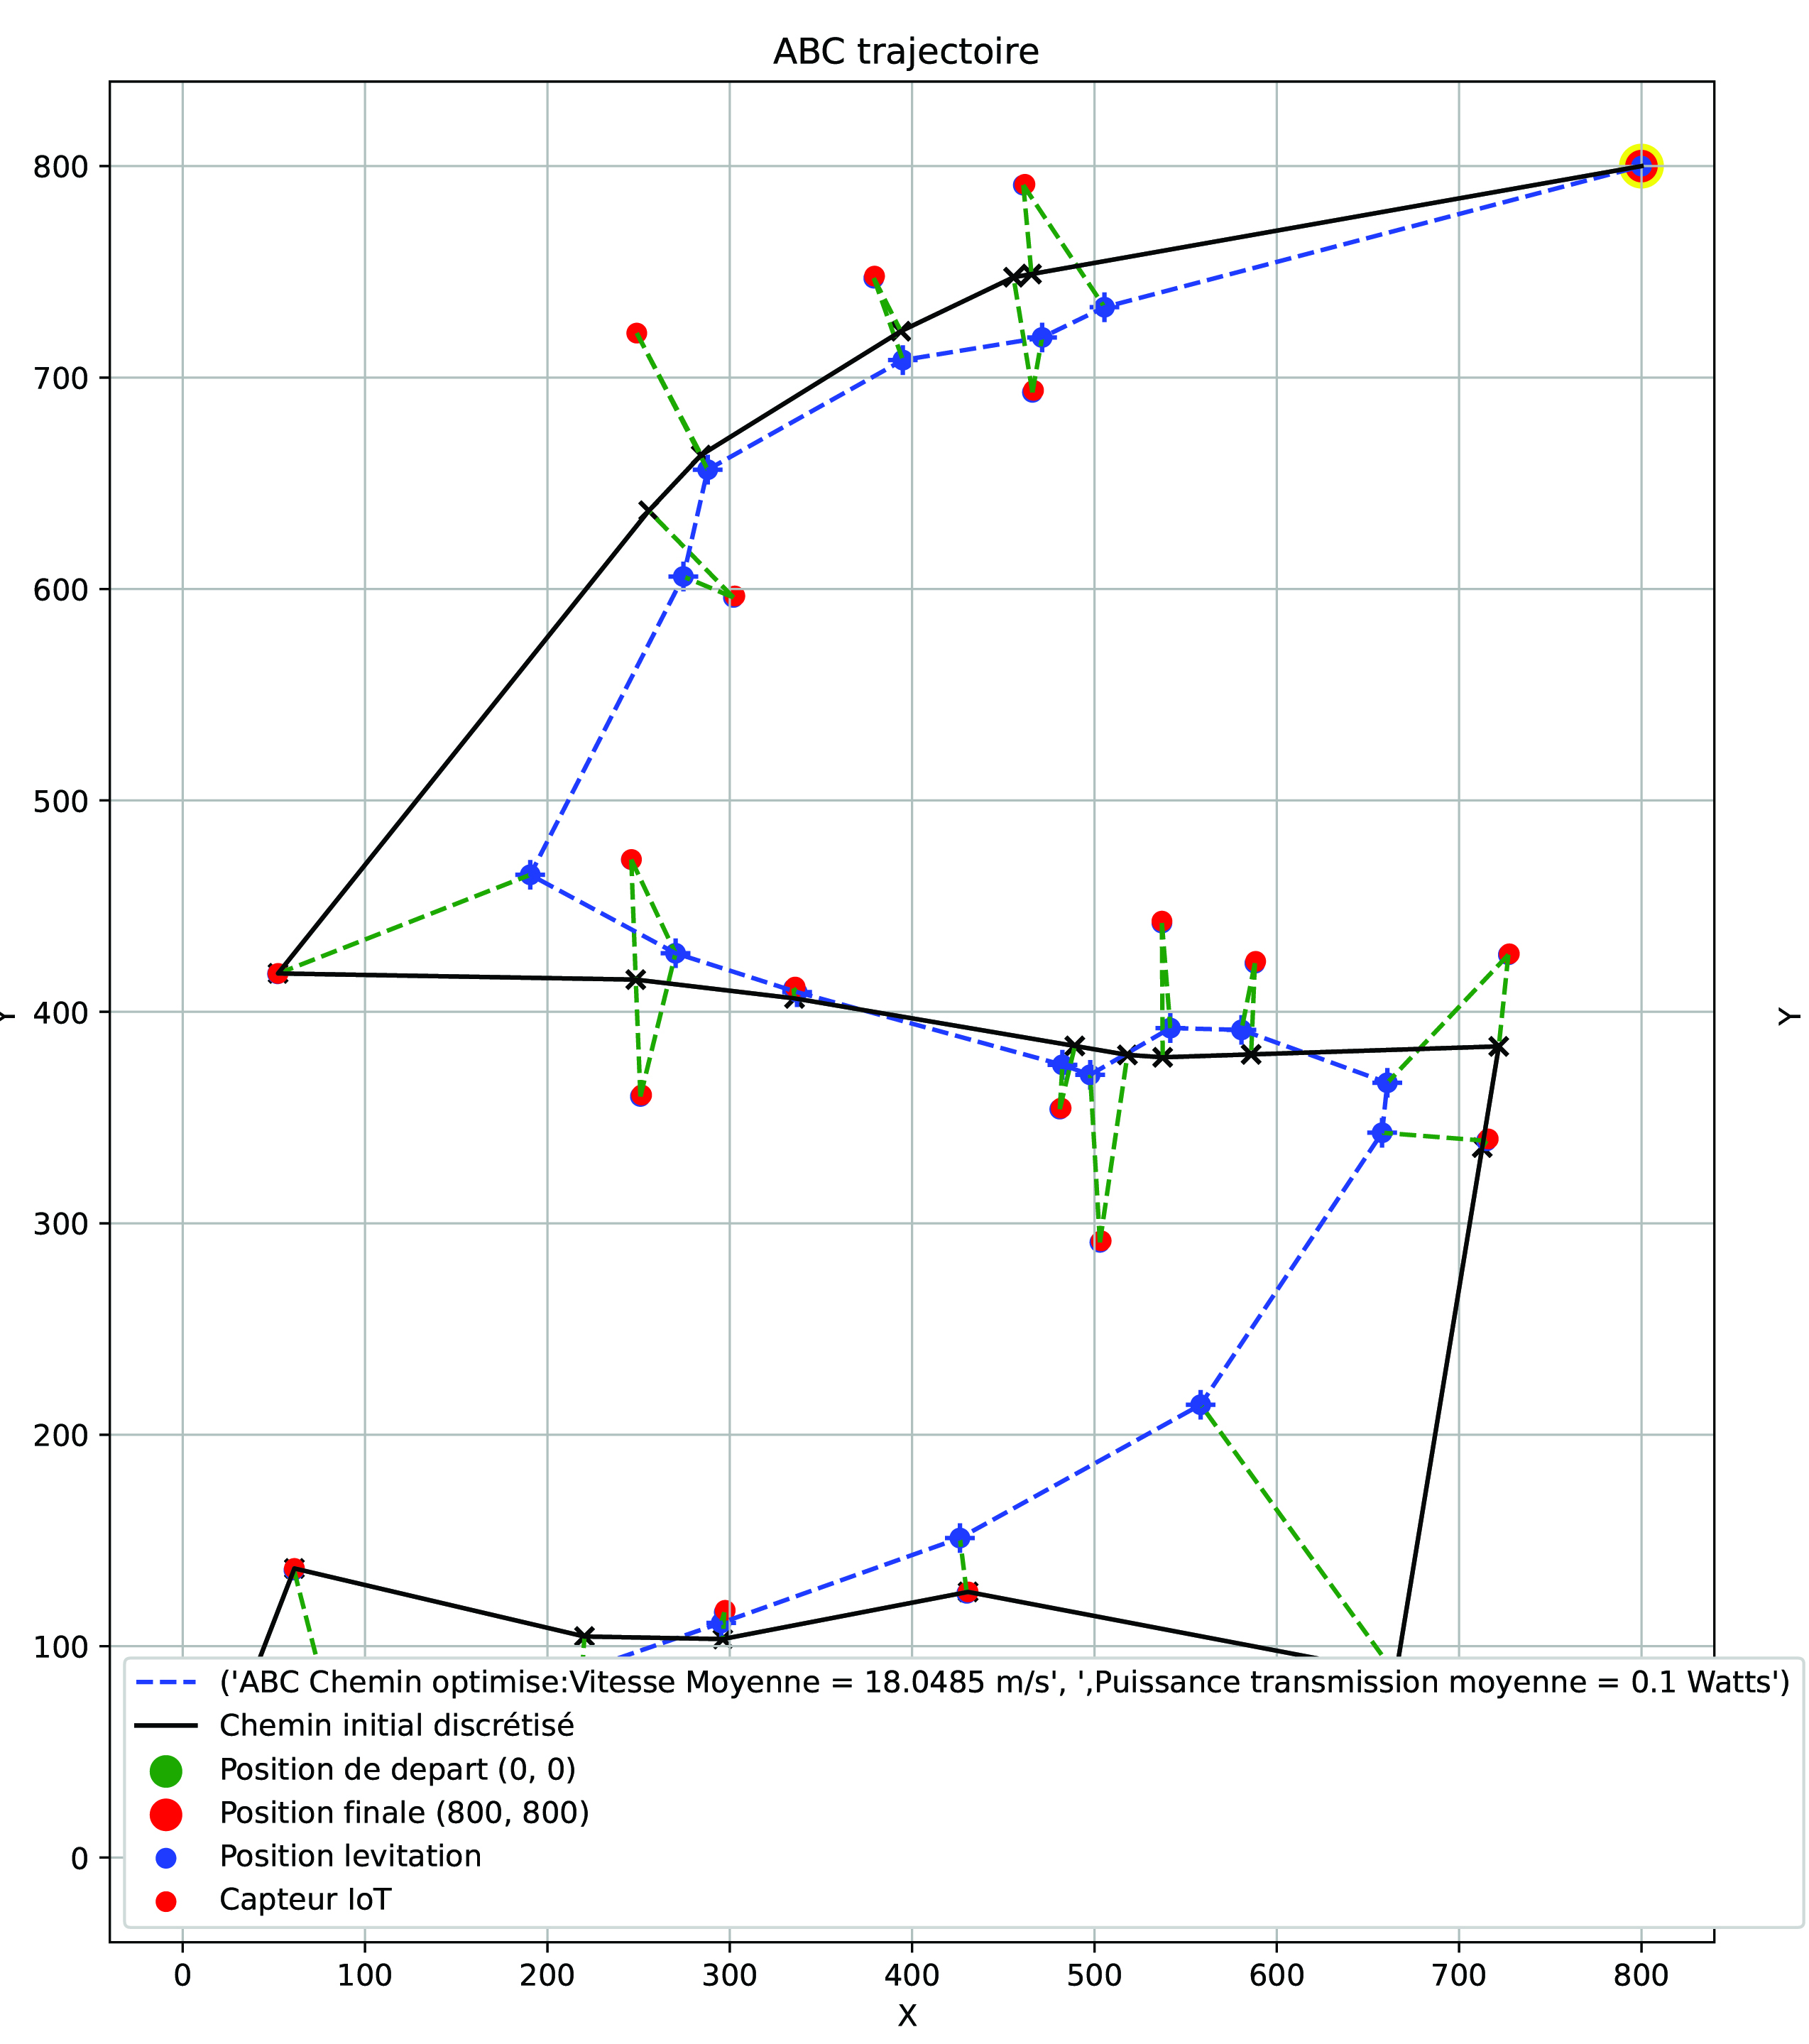 ABC trajectoire
800
700
600
500
400
300
200
100
0
Y
Y
('ABC Chemin optimise:Vitesse Moyenne = 18.0485 m/s', ',Puissance transmission moyenne = 0.1 Watts')
Chemin initial discrétisé
Position de depart (0, 0)
Position finale (800, 800)
Position levitation
Capteur IoT
0 100 200 300 400 500 600 700 800
X